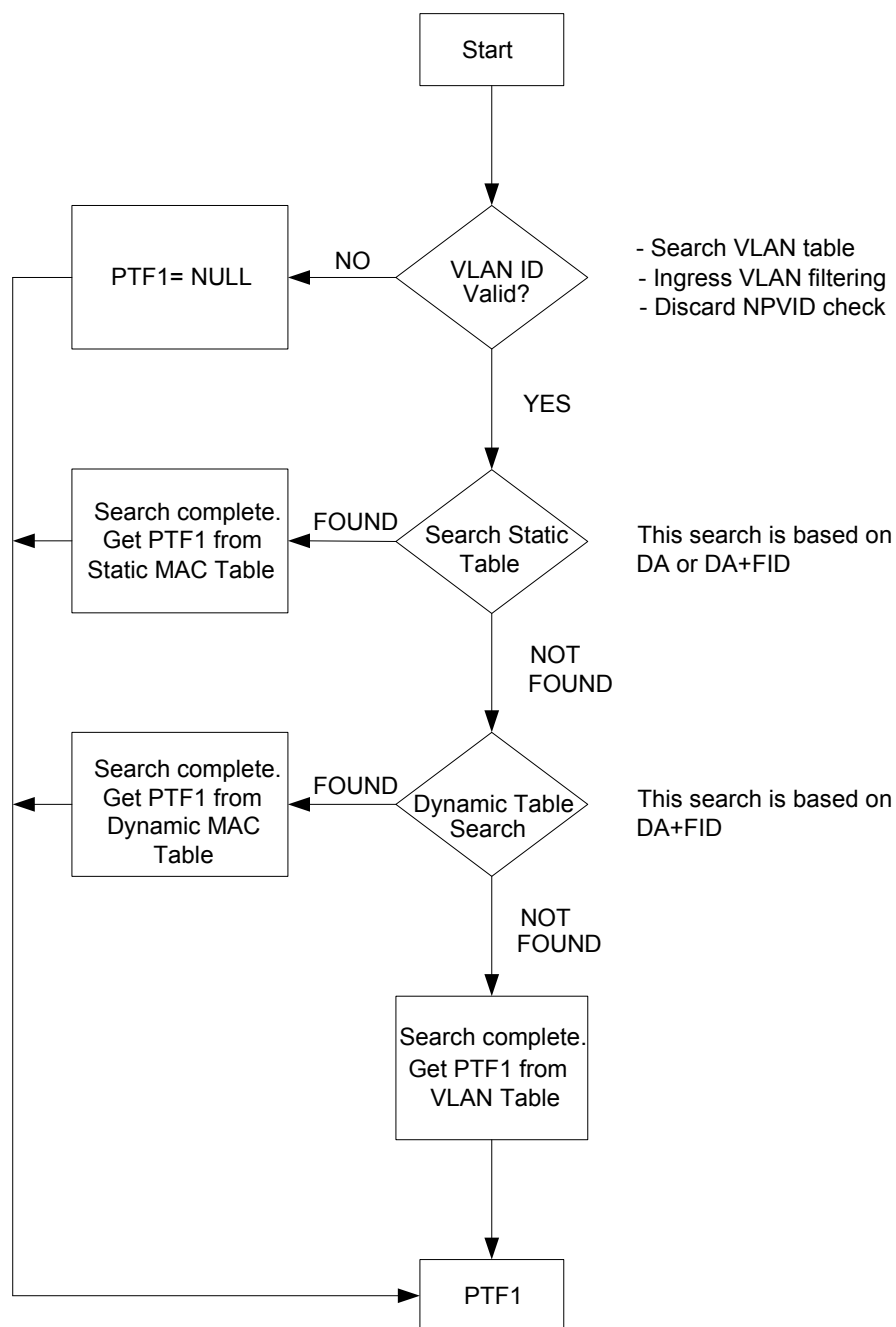 Start
PTF1= NULL
NO
VLAN ID
Valid?
- Search VLAN table
- Ingress VLAN filtering
- Discard NPVID check
YES
Search complete.
Get PTF1 from
Static MAC Table
FOUND
Search Static
Table
This search is based on
DA or DA+FID
NOT
FOUND
Search complete.
Get PTF1 from
Dynamic MAC
Table
FOUND
Dynamic Table
Search
This search is based on
DA+FID
NOT
FOUND
Search complete.
Get PTF1 from
VLAN Table
PTF1